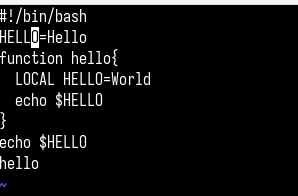 #!/bin/bash
HELLO=Hello
function hello{
  LOCAL HELLO=World
  echo $HELLO
}
echo $HELLO
hello
~